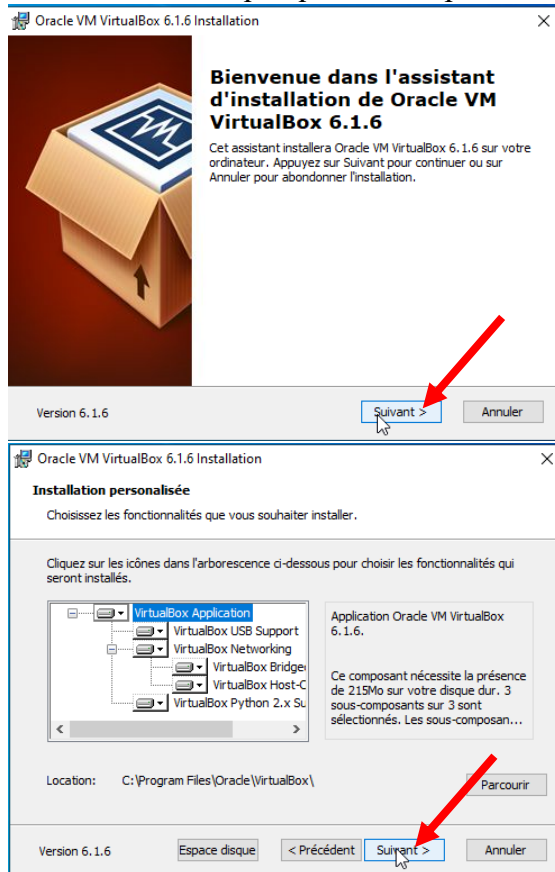 Oracle VM VirtualBox 6.1.6 Installation
Bienvenue dans l'assistant
d'installation de Oracle VM
VirtualBox 6.1.6
Cet assistant installera Oracle VM VirtualBox 6.1.6 sur votre
ordinateur. Appuyez sur Suivant pour continuer ou sur
Annuler pour abondonner l'installation.
Version 6.1.6
Suivant >
Annuler
Oracle VM VirtualBox 6.1.6 Installation
Installation personalisée
Choisissez les fonctionnalités que vous souhaiter installer.
Cliquez sur les icônes dans l'arborescence ci-dessous pour choisir les fonctionnalités qui
seront installés.
VirtualBox Application
VirtualBox USB Support
VirtualBox Networking
VirtualBox Bridge
VirtualBox Host-C
VirtualBox Python 2.x Su
Application Oracle VM VirtualBox
6.1.6.
Ce composant nécessite la présence
de 215Mo sur votre disque dur. 3
sous-composants sur 3 sont
sélectionnés. Les sous-composan...
Location: C:\Program Files\Oracle\VirtualBox\
Parcourir
Version 6.1.6
Espace disque
< Précédent
Suivant >
Annuler